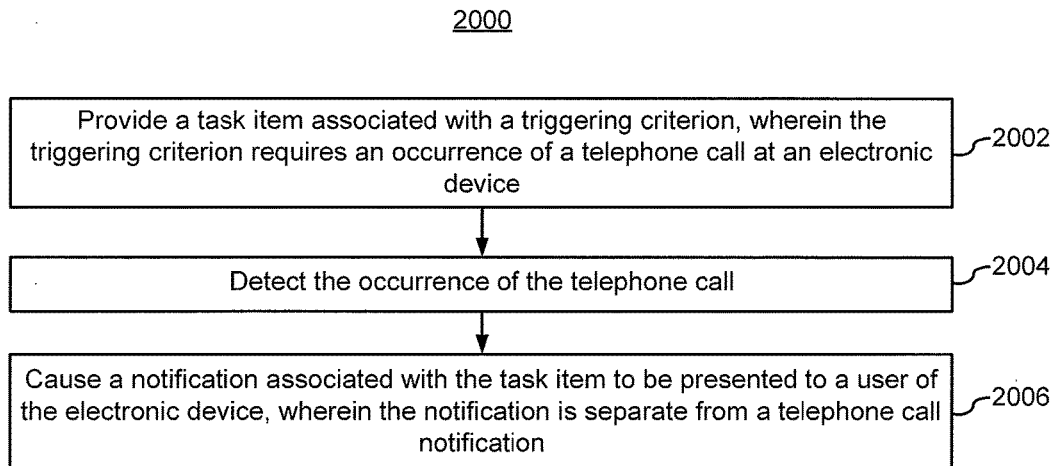 2000
Provide a task item associated with a triggering criterion, wherein the
triggering criterion requires an occurrence of a telephone call at an electronic
device
2002
Detect the occurrence of the telephone call
2004
Cause a notification associated with the task item to be presented to a user of
the electronic device, wherein the notification is separate from a telephone call
notification
2006